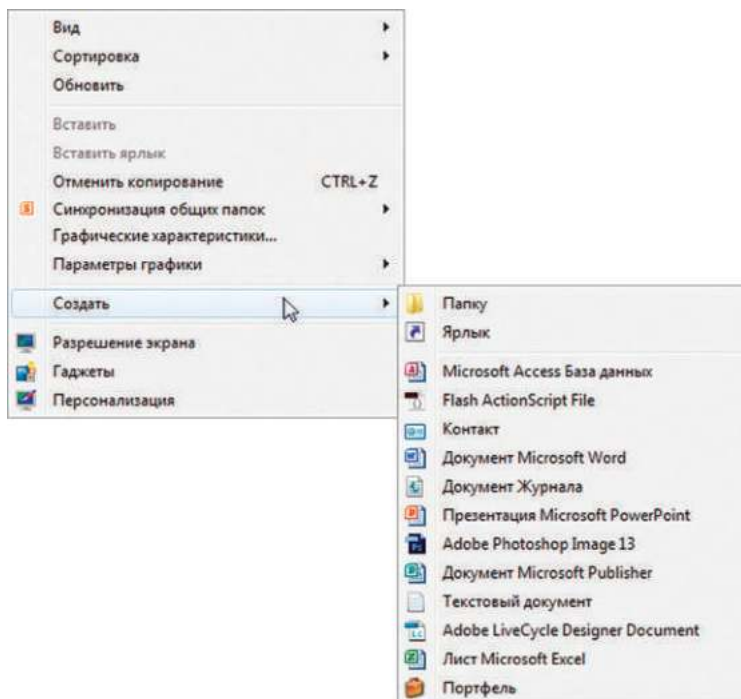 Вид
Сортировка
Обновить
Вставить
Вставить ярлык
Отменить копирование CTRL+Z
Синхронизация общих папок
Графические характеристики...
Параметры графики
Создать
Разрешение экрана
Гаджеты
Персонализация
Папку
Ярлык
Microsoft Access База данных
Flash ActionScript File
Контакт
Документ Microsoft Word
Документ Журнала
Презентация Microsoft PowerPoint
Adobe Photoshop Image 13
Документ Microsoft Publisher
Текстовый документ
Adobe LiveCycle Designer Document
Лист Microsoft Excel
Портфель